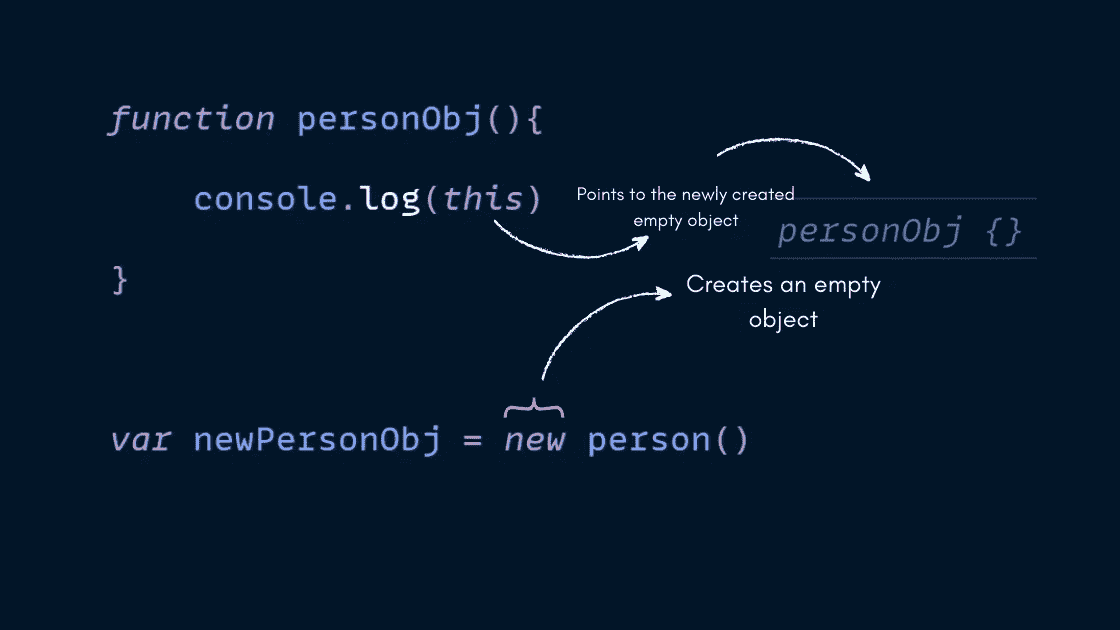 function personObj(){
console.log(this)
Points to the newly created
empty object
personObj {}
}
Creates an empty
object
var newPersonObj = new person()